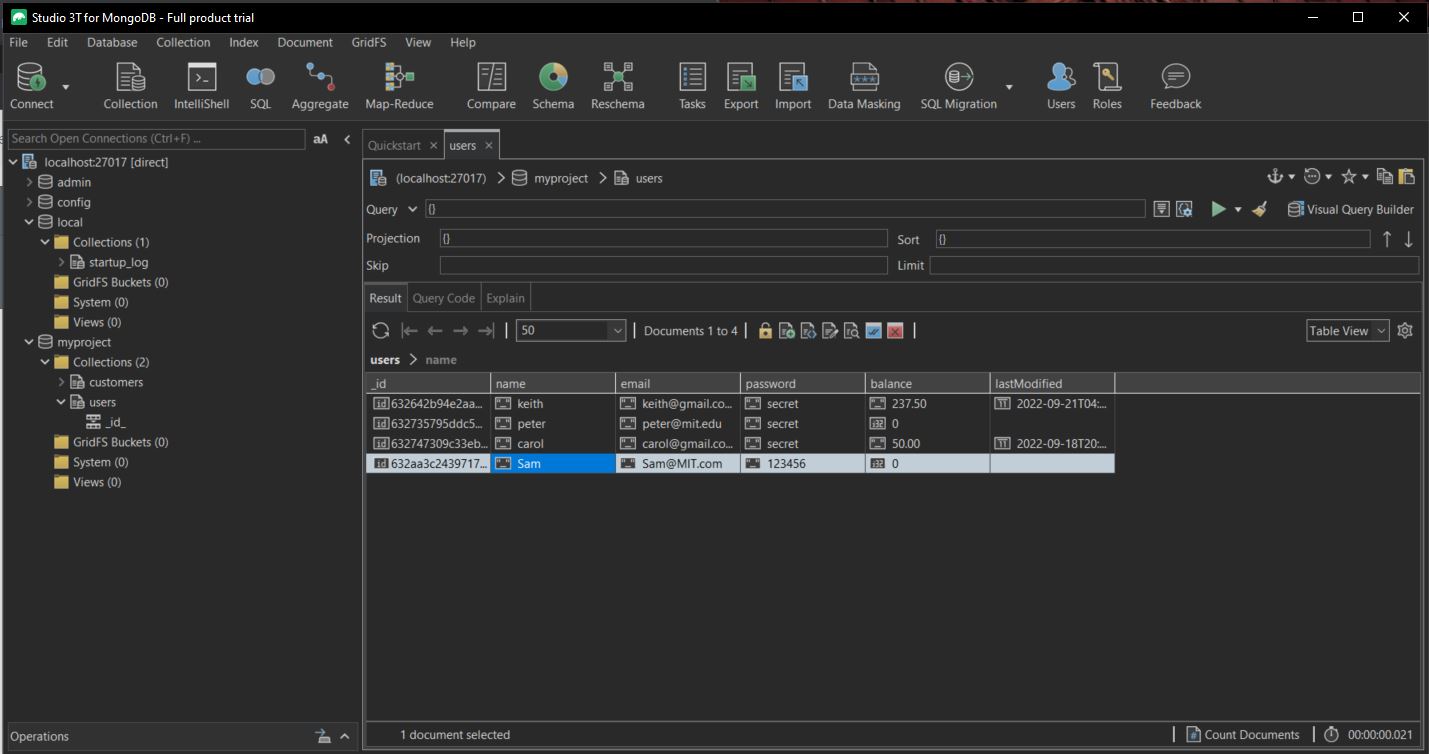 Studio 3T for MongoDB - Full product trial
File Edit Database Collection Index Document GridFS View Help
Connect Collection IntelliShell SQL Aggregate Map-Reduce Compare Schema Reschema Tasks Export Import Data Masking SQL Migration Users Roles Feedback
Search Open Connections (Ctrl+F) ... aA
localhost:27017 [direct]
admin
config
local
Collections (1)
startup_log
GridFS Buckets (0)
System (0)
Views (0)
myproject
Collections (2)
customers
users
_id_
GridFS Buckets (0)
System (0)
Views (0)
Operations
Quickstart users
(localhost:27017) myproject users
Query {} Visual Query Builder
Projection {} Sort {}
Skip Limit
Result Query Code Explain
50 Documents 1 to 4 Table View
users > name
_id name email password balance lastModified
632642b94e2aa... keith keith@gmail.co... secret 237.50 2022-09-21T04:...
632735795ddc5... peter peter@mit.edu secret 0
632747309c33eb... carol carol@gmail.co... secret 50.00 2022-09-18T20:...
632aa3c2439717... Sam Sam@MIT.com 123456 0
1 document selected Count Documents 00:00:00.021